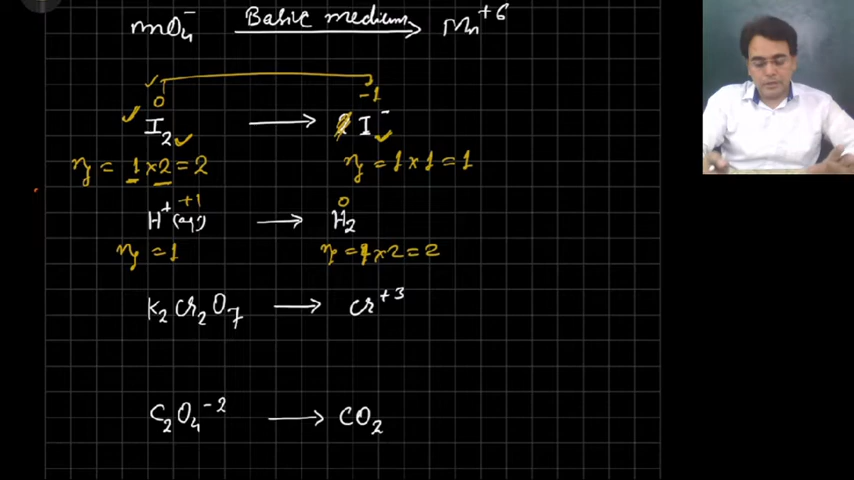 MnO₄⁻ Basic medium → Mn⁺⁶
0 -1
I₂ → I⁻
η = 1×2=2 η = 1×1=1
+1 0
H⁺(aq) → H₂
η =1 η =1×2=2
K₂Cr₂O₇ → Cr⁺³
C₂O₄⁻² → CO₂